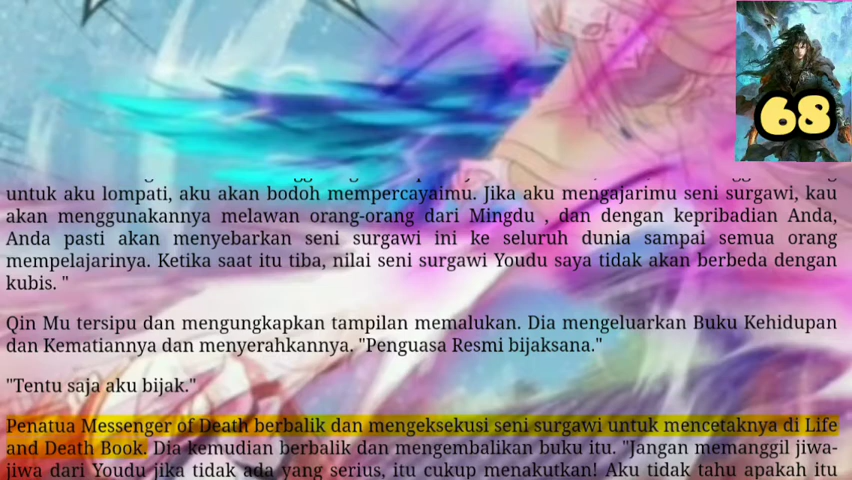 68
untuk aku lompati, aku akan bodoh mempercayaimu. Jika aku mengajarimu seni surgawi, kau
akan menggunakannya melawan orang-orang dari Mingdu , dan dengan kepribadian Anda,
Anda pasti akan menyebarkan seni surgawi ini ke seluruh dunia sampai semua orang
mempelajarinya. Ketika saat itu tiba, nilai seni surgawi Youdu saya tidak akan berbeda dengan
kubis. "
Qin Mu tersipu dan mengungkapkan tampilan memalukan. Dia mengeluarkan Buku Kehidupan
dan Kematiannya dan menyerahkannya. "Penguasa Resmi bijaksana."
"Tentu saja aku bijak."
Penatua Messenger of Death berbalik dan mengeksekusi seni surgawi untuk mencetaknya di Life
and Death Book. Dia kemudian berbalik dan mengembalikan buku itu. "Jangan memanggil jiwa-
jiwa dari Youdu jika tidak ada yang serius, itu cukup menakutkan! Aku tidak tahu apakah itu